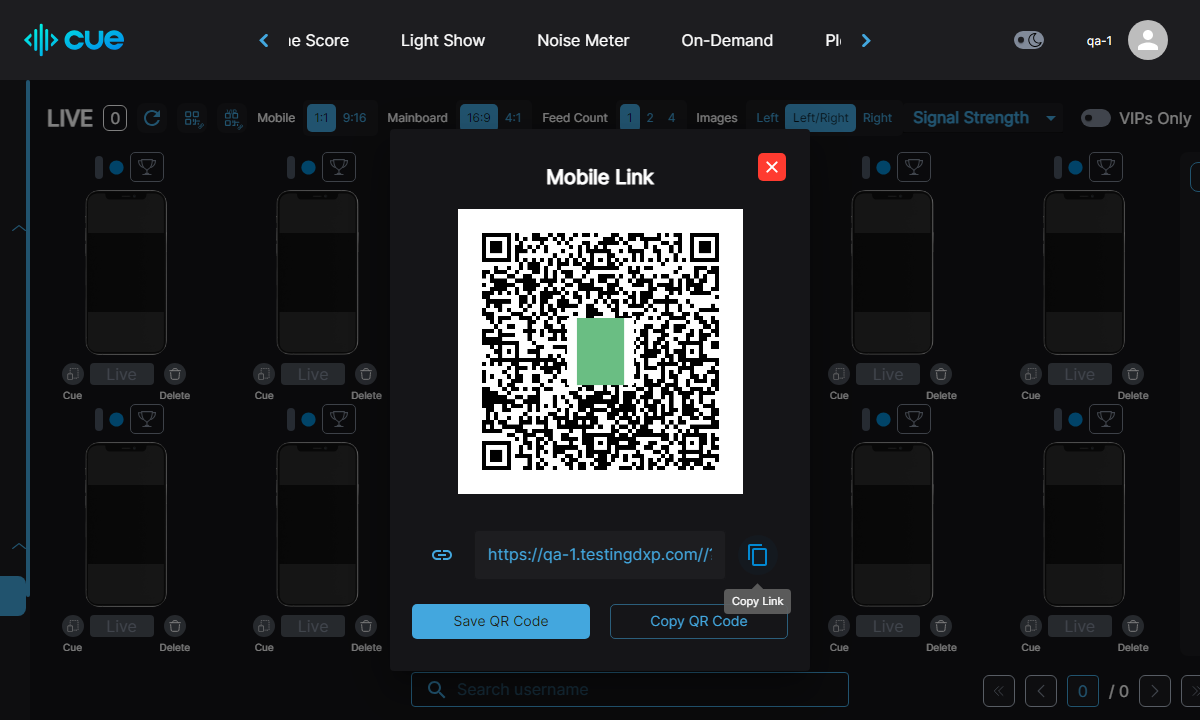 cue
ne Score Light Show Noise Meter On-Demand
qa-1
LIVE 0 Mobile 1:1 9:16 Mainboard 16:9 4:1 Feed Count 1 2 4 Images Left Left/Right Right Signal Strength VIPs Only
Mobile Link
Live Live Live Live
Cue Delete Cue Delete Cue Delete Cue Delete
https://qa-1.testingdxp.com//
Copy Link
Save QR Code Copy QR Code
Live Live Live Live
Cue Delete Cue Delete Cue Delete Cue Delete
Search username
0 / 0